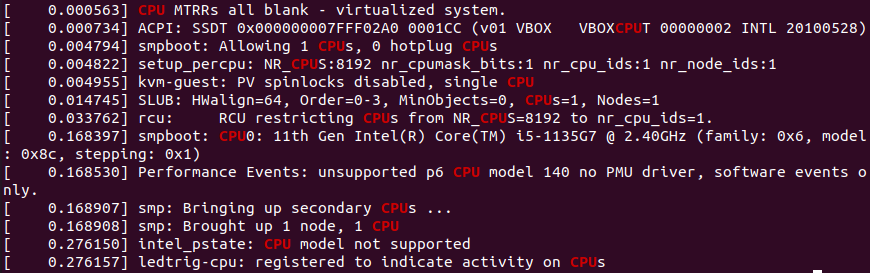 [    0.000563] CPU MTRRs all blank - virtualized system.
[    0.000734] ACPI: SSDT 0x000000007FFF02A0 0001CC (v01 VBOX   VBOXCPUT 00000002 INTL 20100528)
[    0.004794] smpboot: Allowing 1 CPUs, 0 hotplug CPUs
[    0.004822] setup_percpu: NR_CPUS:8192 nr_cpumask_bits:1 nr_cpu_ids:1 nr_node_ids:1
[    0.004955] kvm-guest: PV spinlocks disabled, single CPU
[    0.014745] SLUB: HWalign=64, Order=0-3, MinObjects=0, CPUs=1, Nodes=1
[    0.033762] rcu:     RCU restricting CPUs from NR_CPUS=8192 to nr_cpu_ids=1.
[    0.168397] smpboot: CPU0: 11th Gen Intel(R) Core(TM) i5-1135G7 @ 2.40GHz (family: 0x6, model
: 0x8c, stepping: 0x1)
[    0.168530] Performance Events: unsupported p6 CPU model 140 no PMU driver, software events o
nly.
[    0.168907] smp: Bringing up secondary CPUs ...
[    0.168908] smp: Brought up 1 node, 1 CPU
[    0.276150] intel_pstate: CPU model not supported
[    0.276157] ledtrig-cpu: registered to indicate activity on CPUs